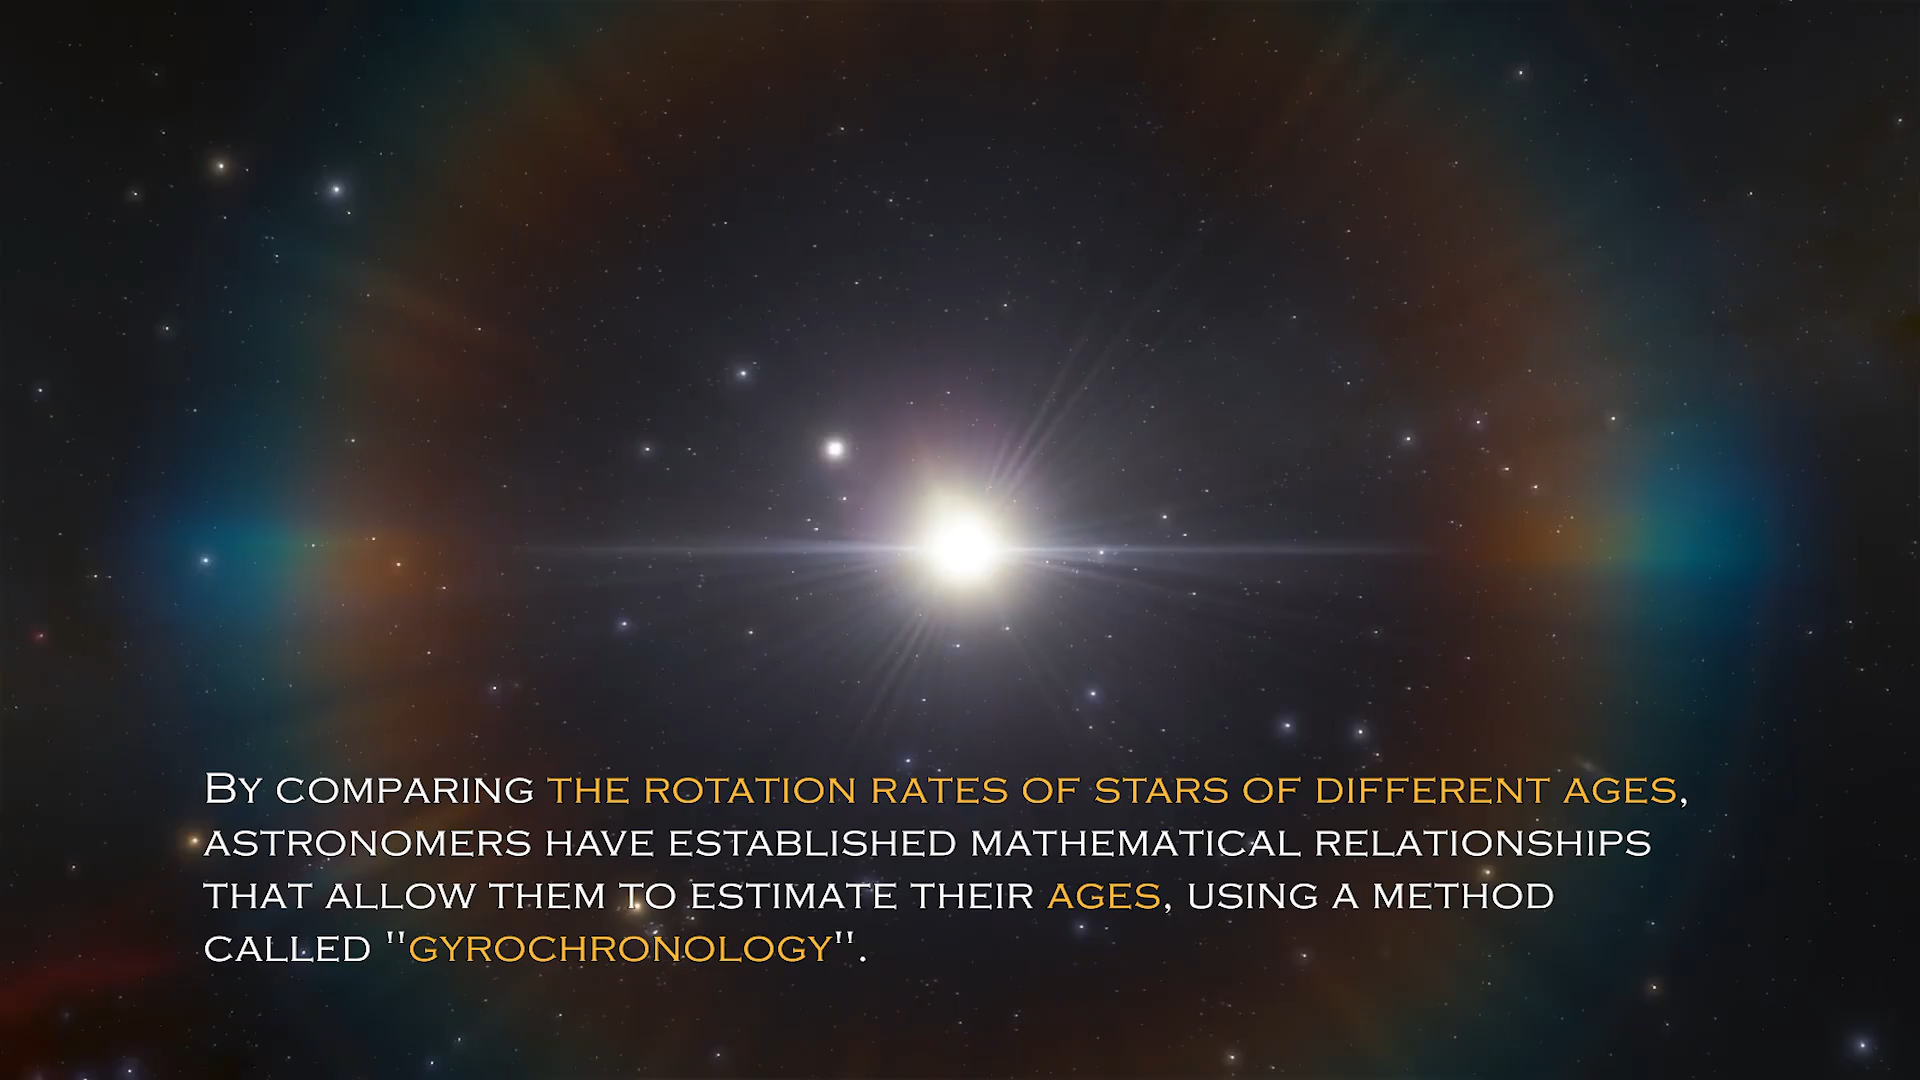 By comparing the rotation rates of stars of different ages,
astronomers have established mathematical relationships
that allow them to estimate their ages, using a method
called "gyrochronology".